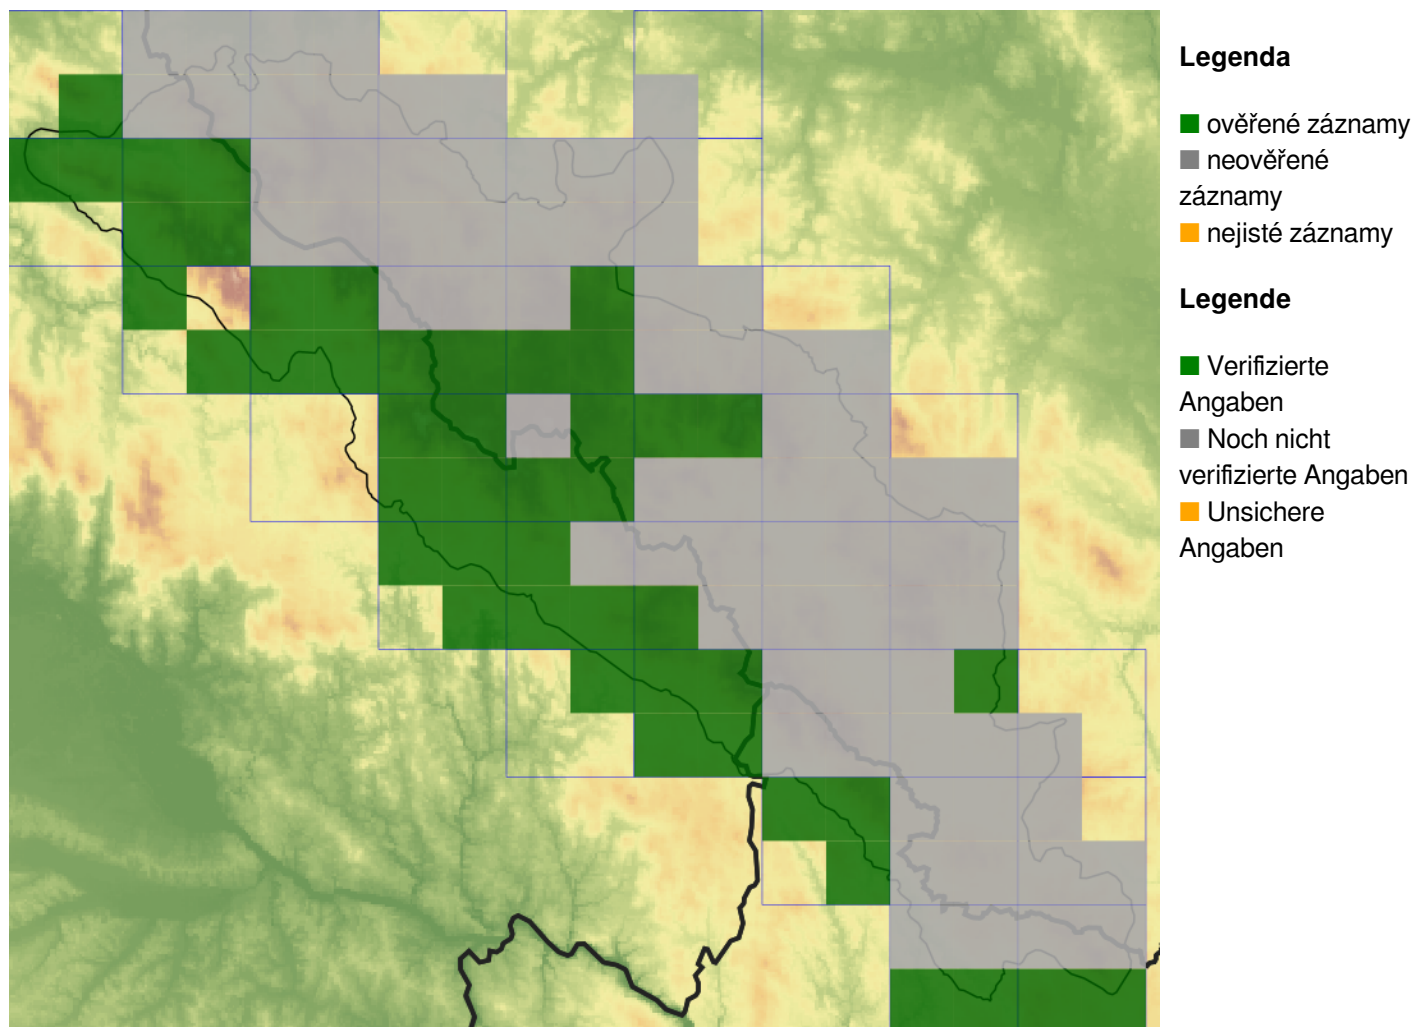 Legenda
ověřené záznamy
neověřené
záznamy
nejisté záznamy
Legende
Verifizierte
Angaben
Noch nicht
verifizierte Angaben
Unsichere
Angaben